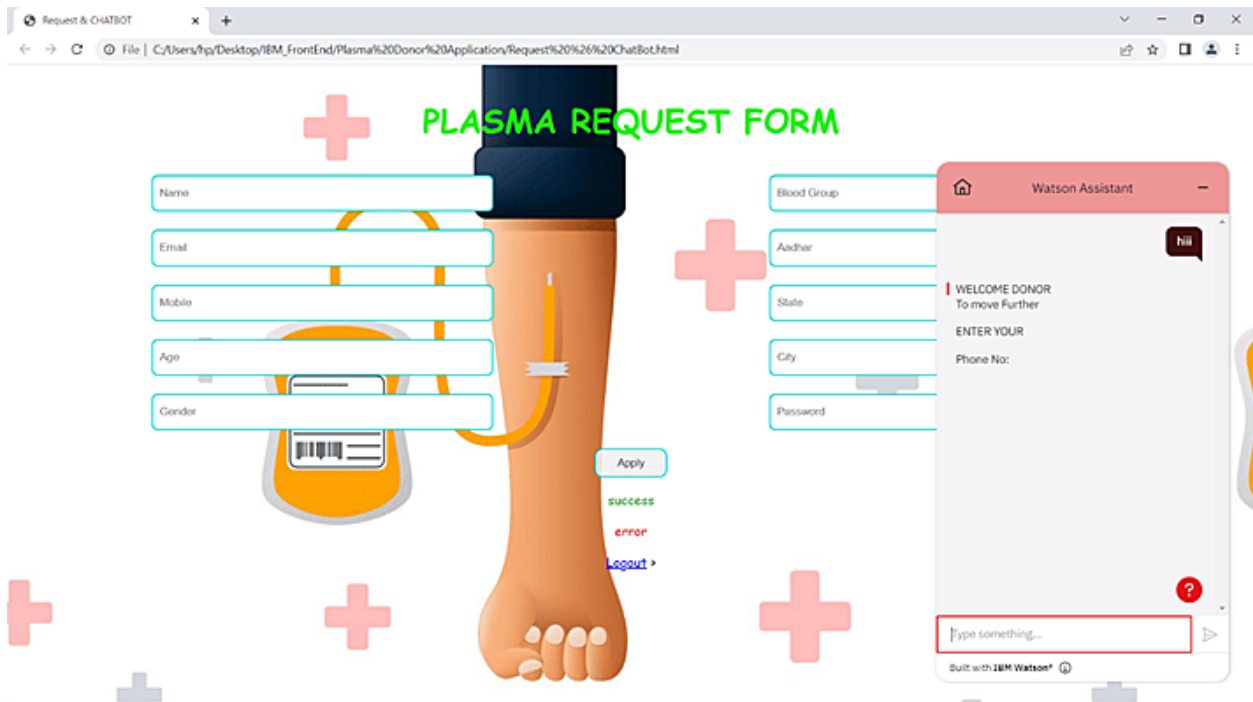 Request & CHATBOT
File | C:/Users/hp/Desktop/IBM_FrontEnd/Plasma%20Donor%20Application/Request%20%26%20ChatBot.html
PLASMA REQUEST FORM
Name
Email
Mobile
Age
Gender
Blood Group
Aadhar
State
City
Password
Apply
success
error
Logout >
Watson Assistant
hiii
WELCOME DONOR
To move Further
ENTER YOUR
Phone No:
?
Type something...
Built with IBM Watson®